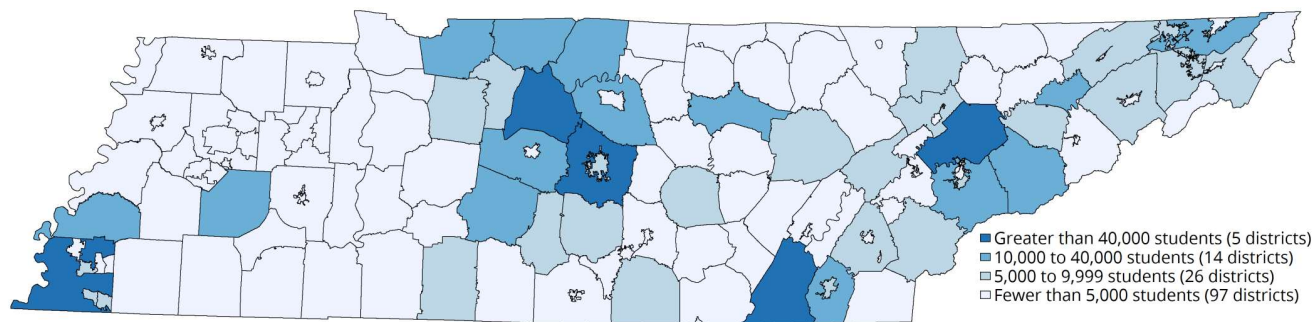 Greater than 40,000 students (5 districts)
10,000 to 40,000 students (14 districts)
5,000 to 9,999 students (26 districts)
Fewer than 5,000 students (97 districts)